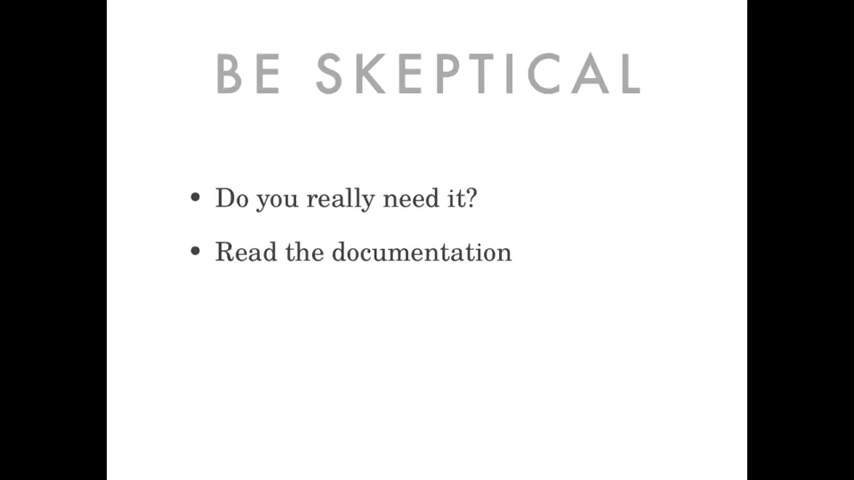 BE SKEPTICAL
• Do you really need it?
• Read the documentation